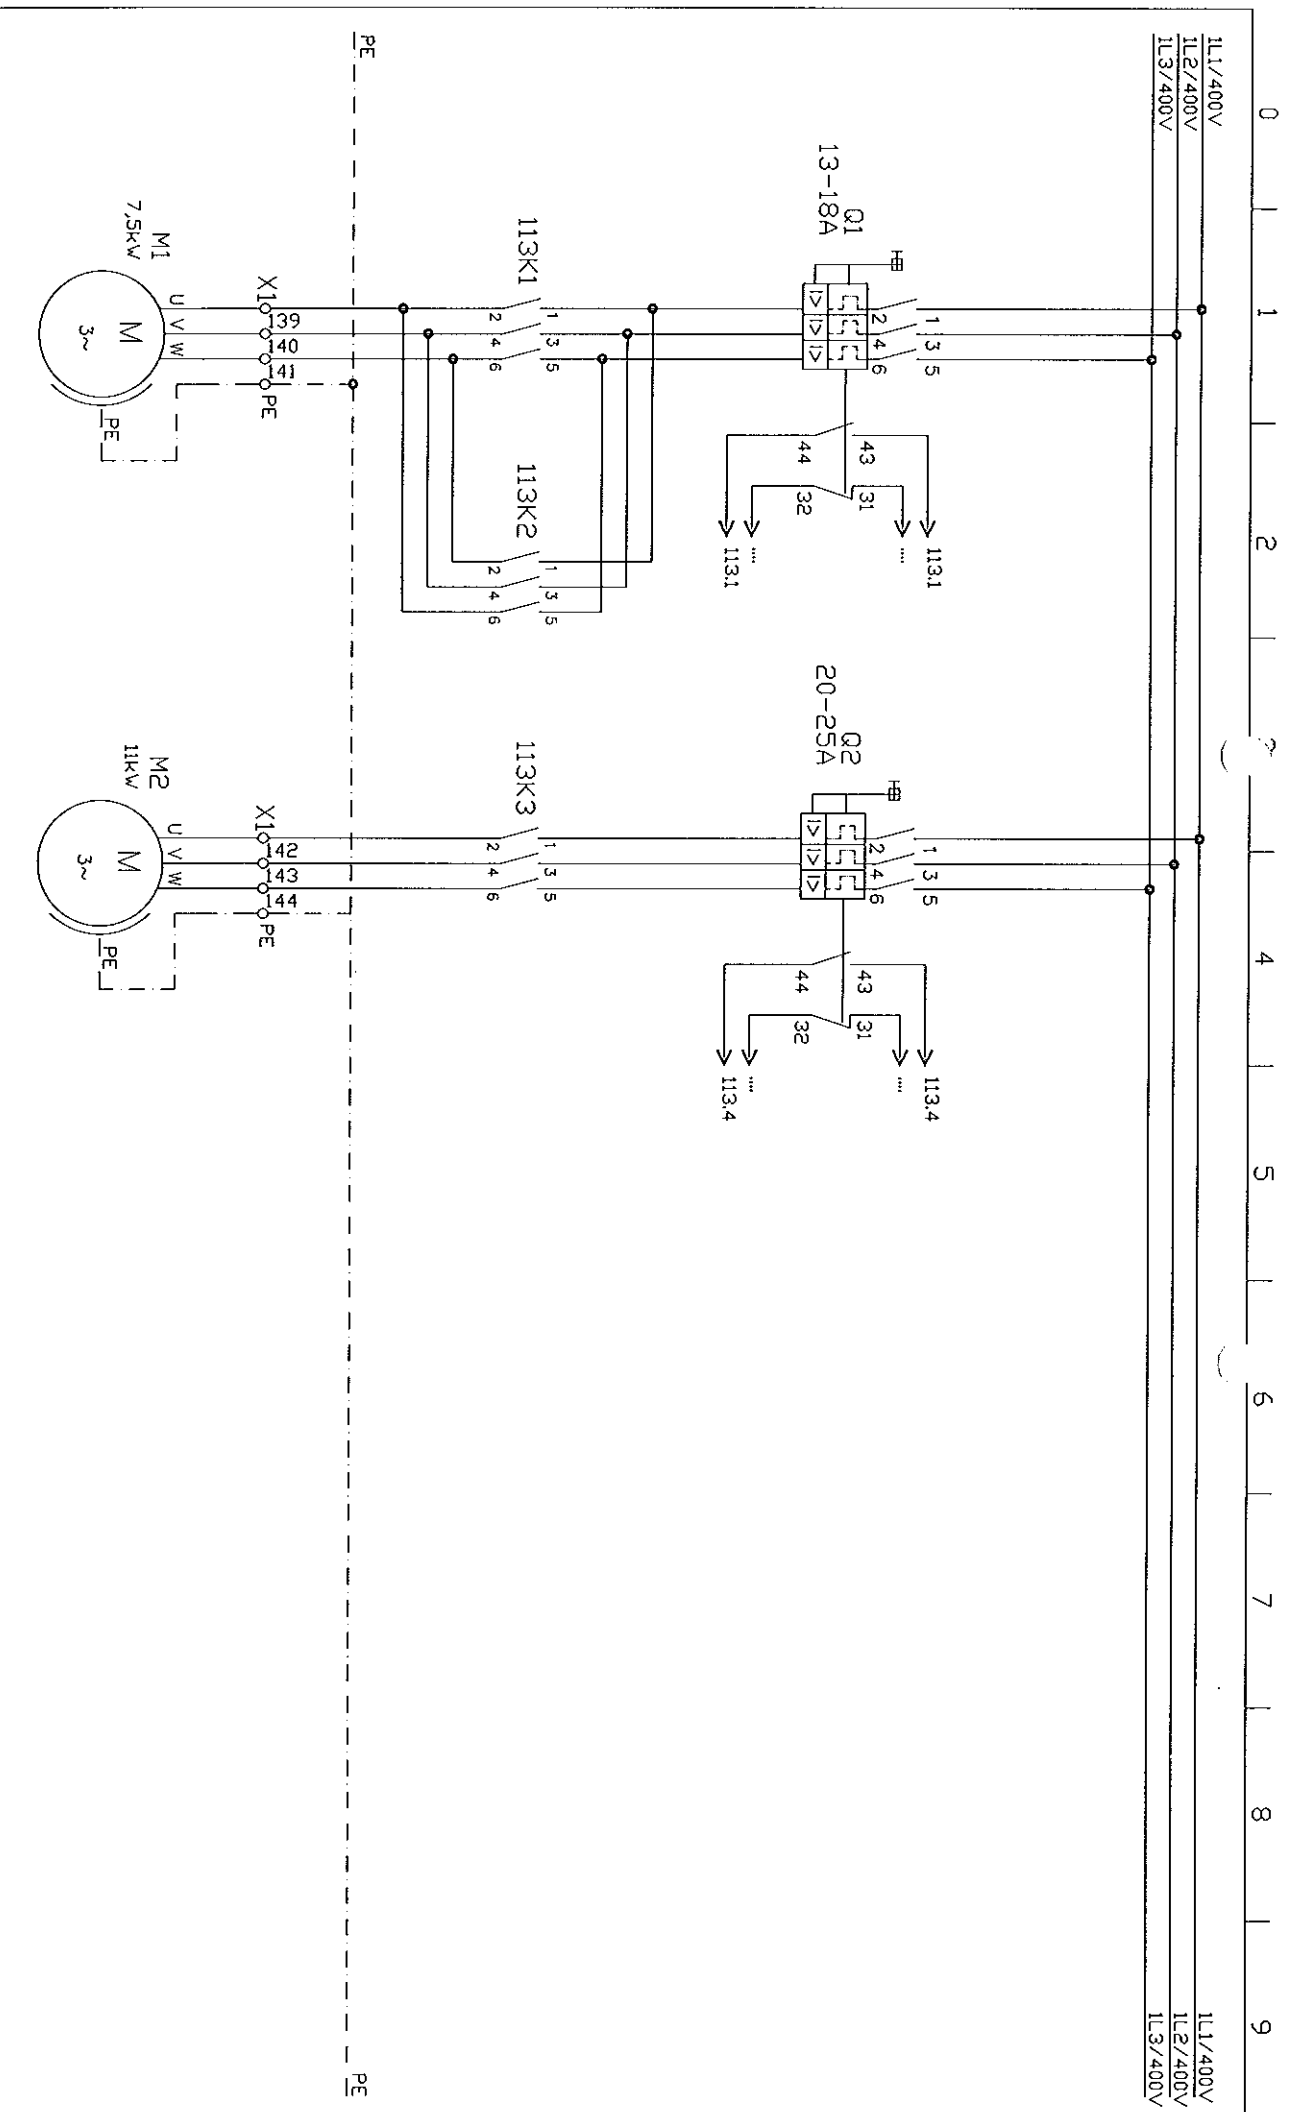 0
1
2
4
5
6
7
8
9
1L1/400V
1L2/400V
1L3/400V
1L1/400V
1L2/400V
1L3/400V
Q1
13-18A
1 3 5
2 4 6
I> I> I>
43 31
44 32
.... 113.1
.... 113.1
Q2
20-25A
1 3 5
2 4 6
I> I> I>
43 31
44 32
.... 113.4
.... 113.4
113K1
1 3 5
2 4 6
113K2
1 3 5
2 4 6
113K3
1 3 5
2 4 6
PE
PE
X1
139 140 141 PE
X1
142 143 144 PE
M1
7,5kW
U V W
M
3~
PE
M2
11kW
U V W
M
3~
PE